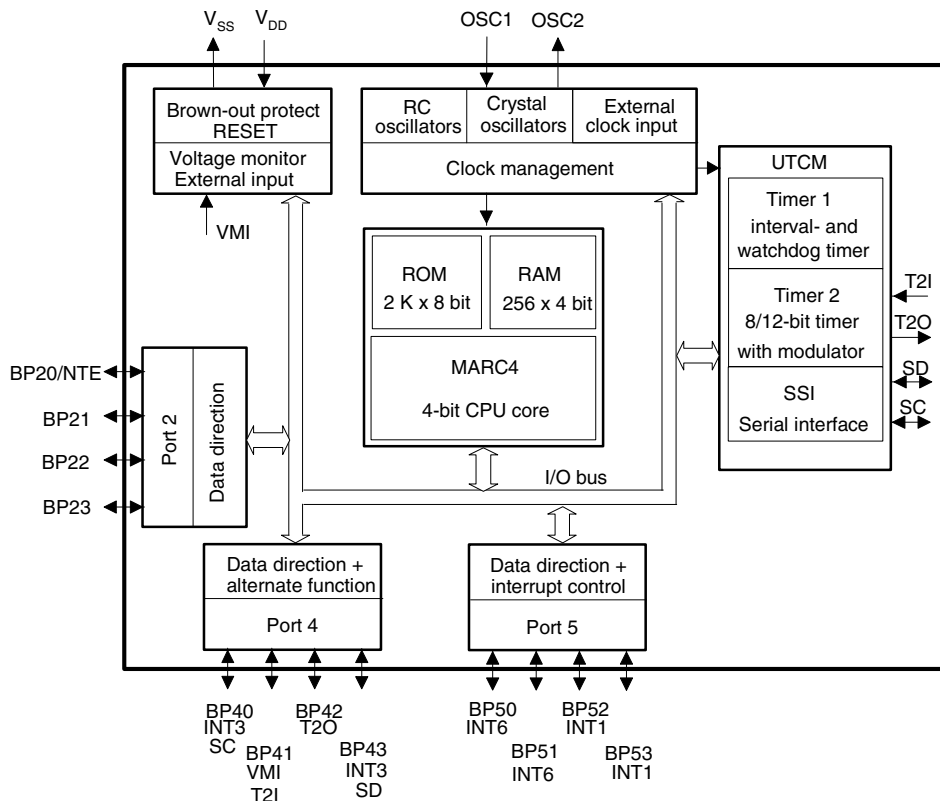 VSS
VDD
OSC1
OSC2
Brown-out protect
RESET
Voltage monitor
External input
VMI
RC
oscillators
Crystal
oscillators
External
clock input
Clock management
UTCM
Timer 1
interval- and
watchdog timer
Timer 2
8/12-bit timer
with modulator
SSI
Serial interface
T2I
T2O
SD
SC
ROM
2 K x 8 bit
RAM
256 x 4 bit
MARC4
4-bit CPU core
I/O bus
BP20/NTE
BP21
BP22
BP23
Port 2
Data direction
Data direction +
alternate function
Port 4
Data direction +
interrupt control
Port 5
BP40
INT3
SC
BP41
VMI
T2I
BP42
T2O
BP43
INT3
SD
BP50
INT6
BP51
INT6
BP52
INT1
BP53
INT1